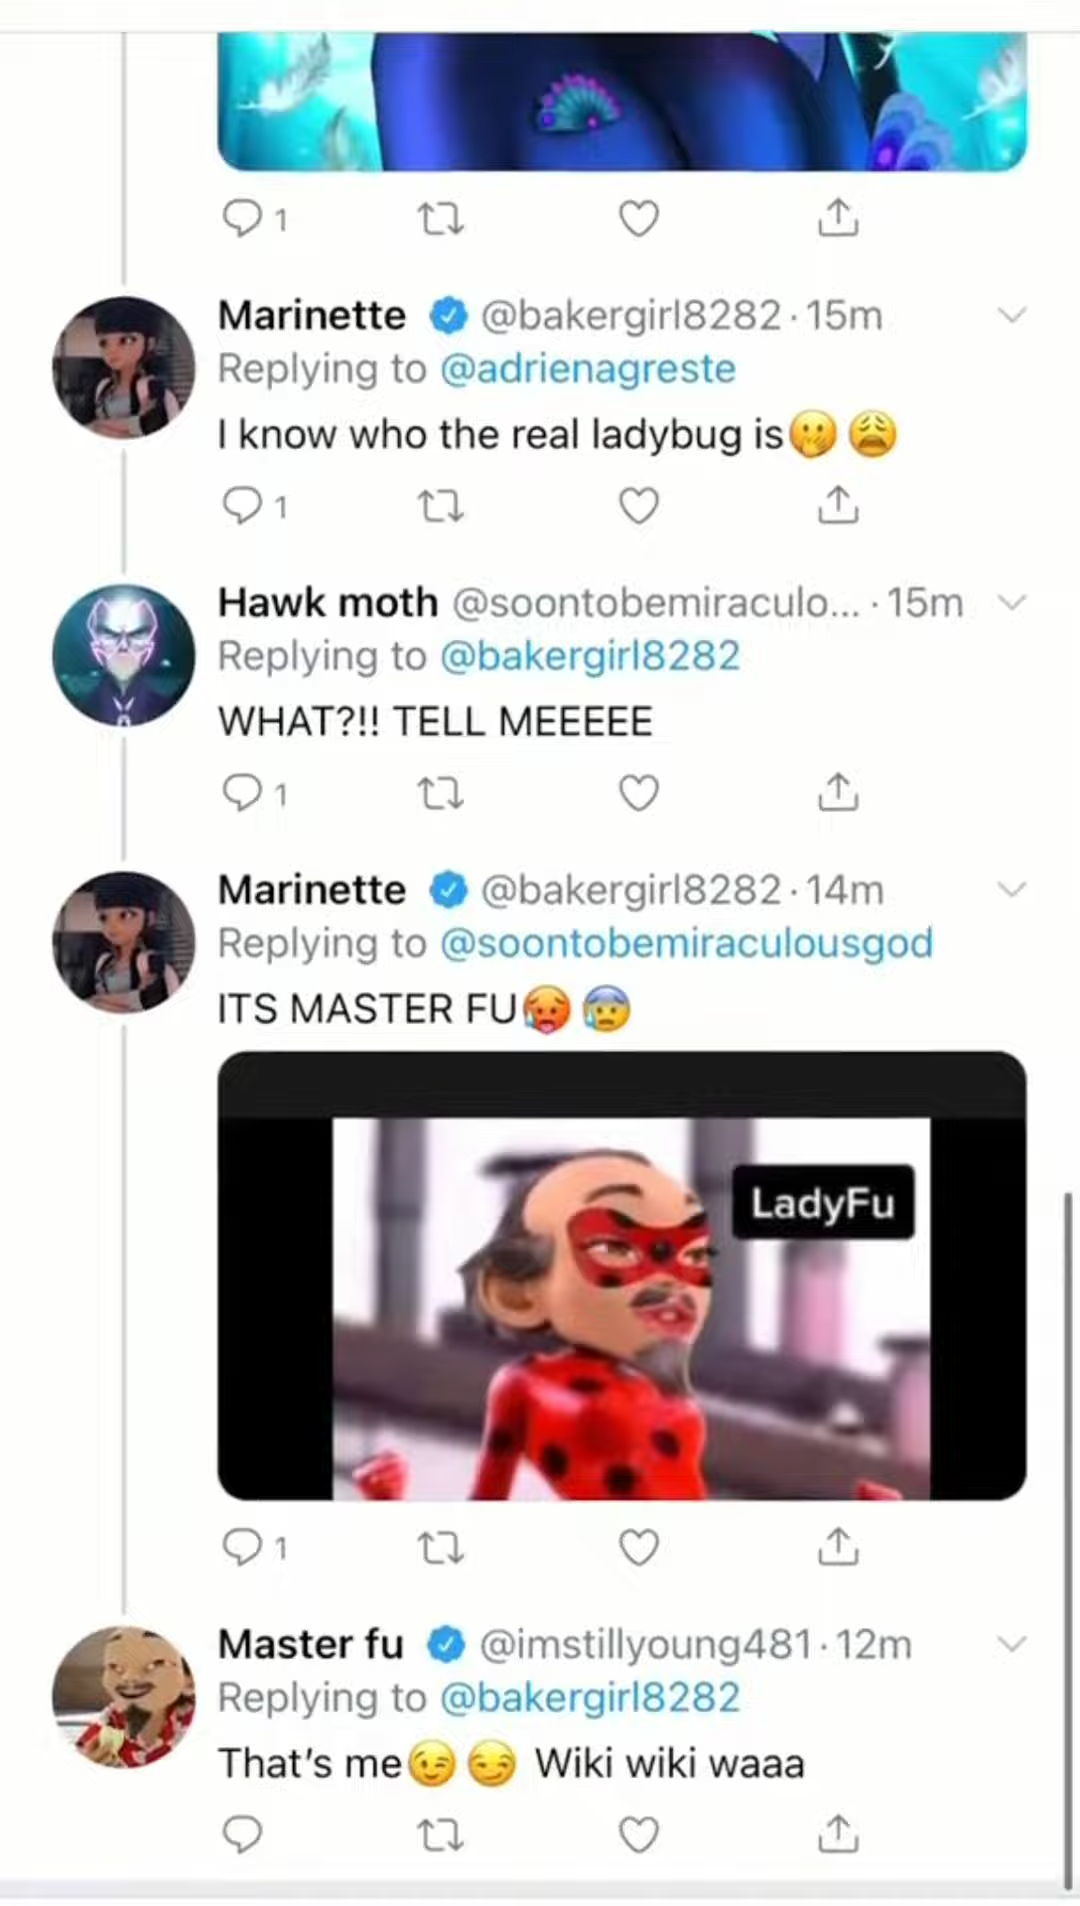 1
Marinette @bakergirl8282 · 15m
Replying to @adrienagreste
I know who the real ladybug is🤭😩
1
Hawk moth @soontobemiraculo... · 15m
Replying to @bakergirl8282
WHAT?!! TELL MEEEEE
1
Marinette @bakergirl8282 · 14m
Replying to @soontobemiraculousgod
ITS MASTER FU🥵😰
LadyFu
1
Master fu @imstillyoung481 · 12m
Replying to @bakergirl8282
That's me😉😏 Wiki wiki waaa